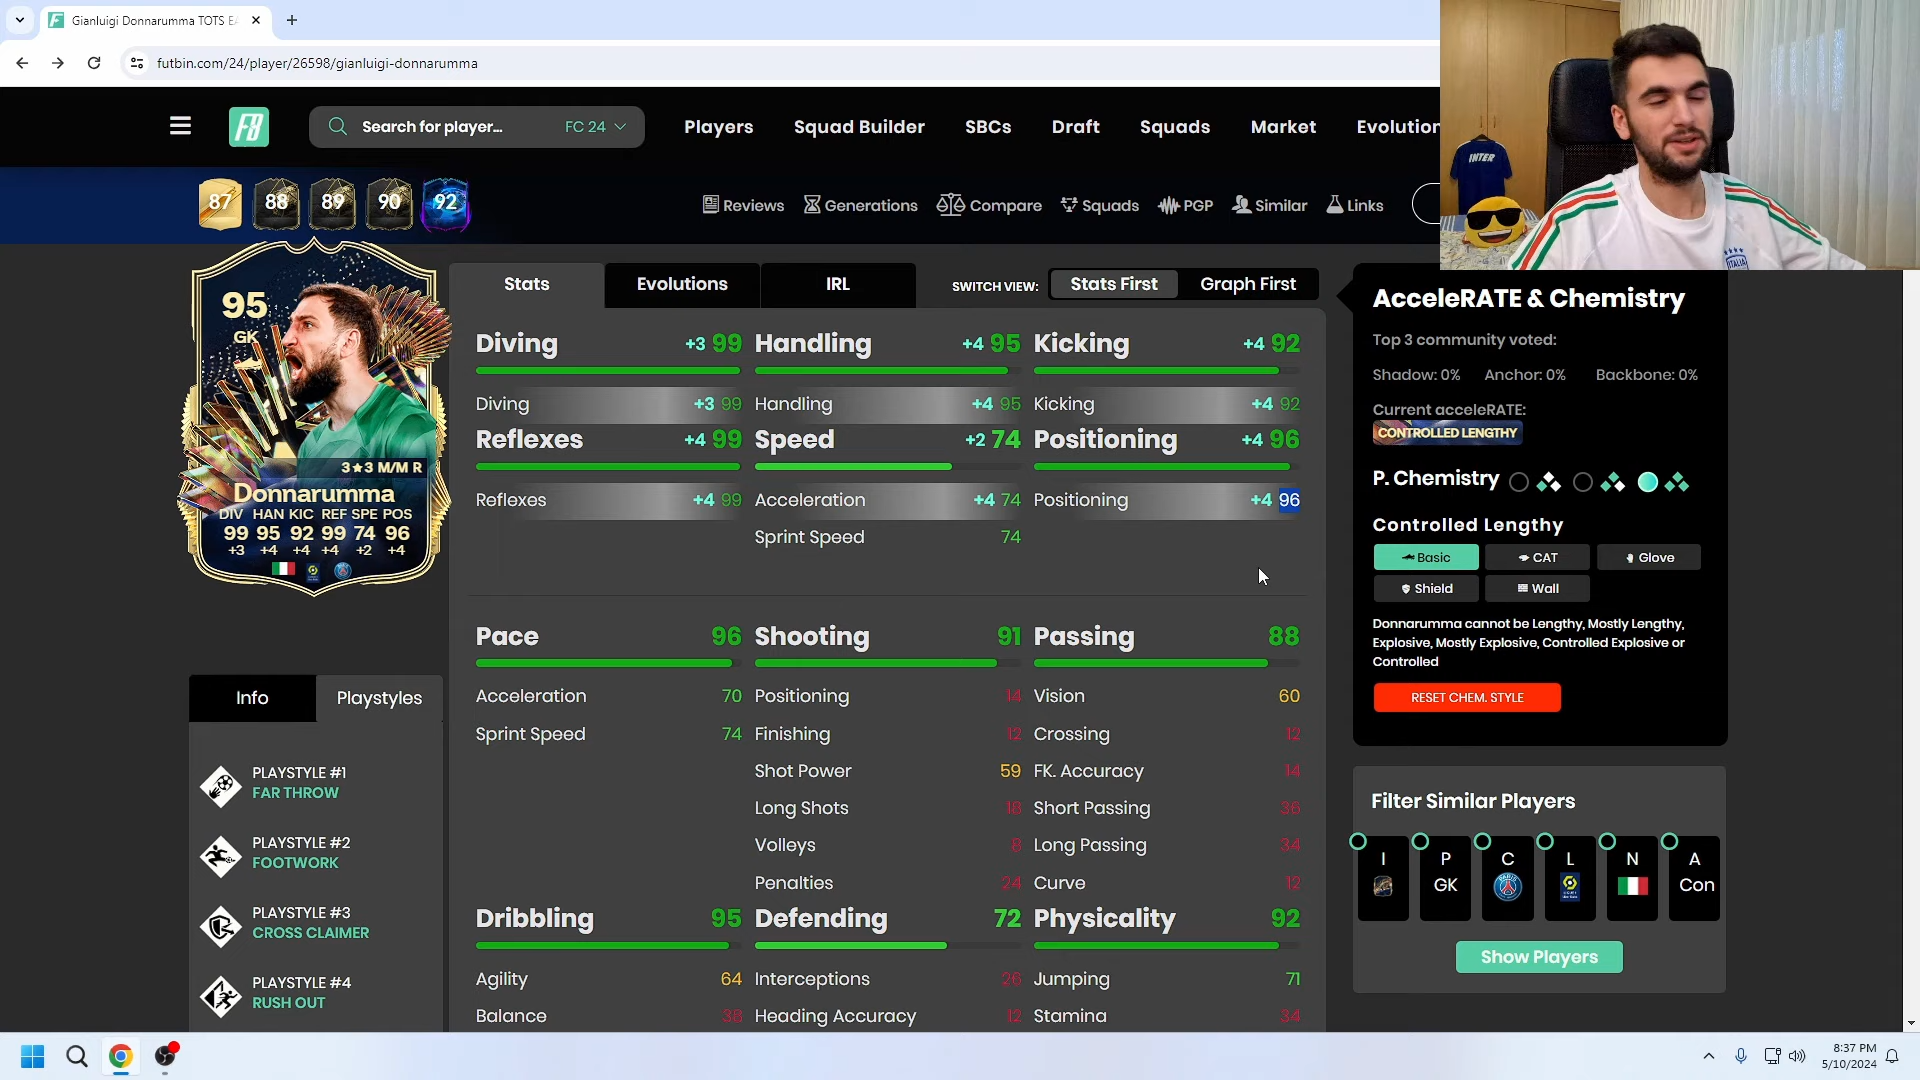 Gianluigi Donnarumma TOTS EA
futbin.com/24/player/26598/gianluigi-donnarumma
Search for player... FC 24
Players Squad Builder SBCs Draft Squads Market Evolution
87 88 89 90 92
Reviews Generations Compare Squads PGP Similar Links
INTER
ITALIA
95
GK
3★3 M/M R
Donnarumma
DIV HAN KIC REF SPE POS
99 95 92 99 74 96
+3 +4 +4 +4 +2 +4
Stats Evolutions IRL SWITCH VIEW: Stats First Graph First
Diving +3 99 Handling +4 95 Kicking +4 92
Diving +3 99 Handling +4 95 Kicking +4 92
Reflexes +4 99 Speed +2 74 Positioning +4 96
Reflexes +4 99 Acceleration +4 74 Positioning +4 96
Sprint Speed 74
Pace 96 Shooting 91 Passing 88
Acceleration 70 Positioning 14 Vision 60
Sprint Speed 74 Finishing 12 Crossing 12
Shot Power 59 FK. Accuracy 14
Long Shots 18 Short Passing 36
Volleys 8 Long Passing 34
Penalties 24 Curve 12
Dribbling 95 Defending 72 Physicality 92
Agility 64 Interceptions 26 Jumping 71
Balance 38 Heading Accuracy 12 Stamina 34
Info Playstyles
PLAYSTYLE #1
FAR THROW
PLAYSTYLE #2
FOOTWORK
PLAYSTYLE #3
CROSS CLAIMER
PLAYSTYLE #4
RUSH OUT
AcceleRATE & Chemistry
Top 3 community voted:
Shadow: 0% Anchor: 0% Backbone: 0%
Current acceleRATE:
CONTROLLED LENGTHY
P. Chemistry
Controlled Lengthy
Basic CAT Glove
Shield Wall
Donnarumma cannot be Lengthy, Mostly Lengthy,
Explosive, Mostly Explosive, Controlled Explosive or
Controlled
RESET CHEM. STYLE
Filter Similar Players
I P C L N A
GK Con
Show Players
8:37 PM
5/10/2024